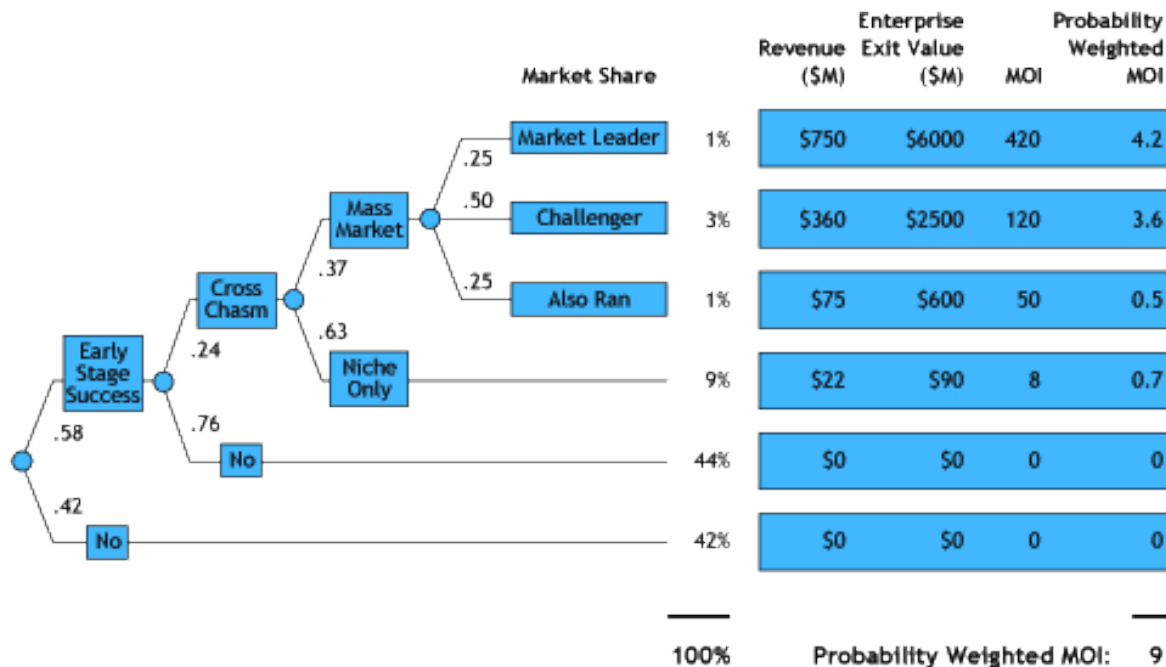 Enterprise Probability
Revenue Exit Value Weighted
Market Share ($M) ($M) MOI MOI
Market Leader 1% $750 $6000 420 4.2
.25
.50
Mass Market Challenger 3% $360 $2500 120 3.6
.37
.25
Cross Chasm Also Ran 1% $75 $600 50 0.5
.63
.24
Early Stage Success Niche Only 9% $22 $90 8 0.7
.76
.58
No 44% $0 $0 0 0
.42
No 42% $0 $0 0 0
100% Probability Weighted MOI: 9